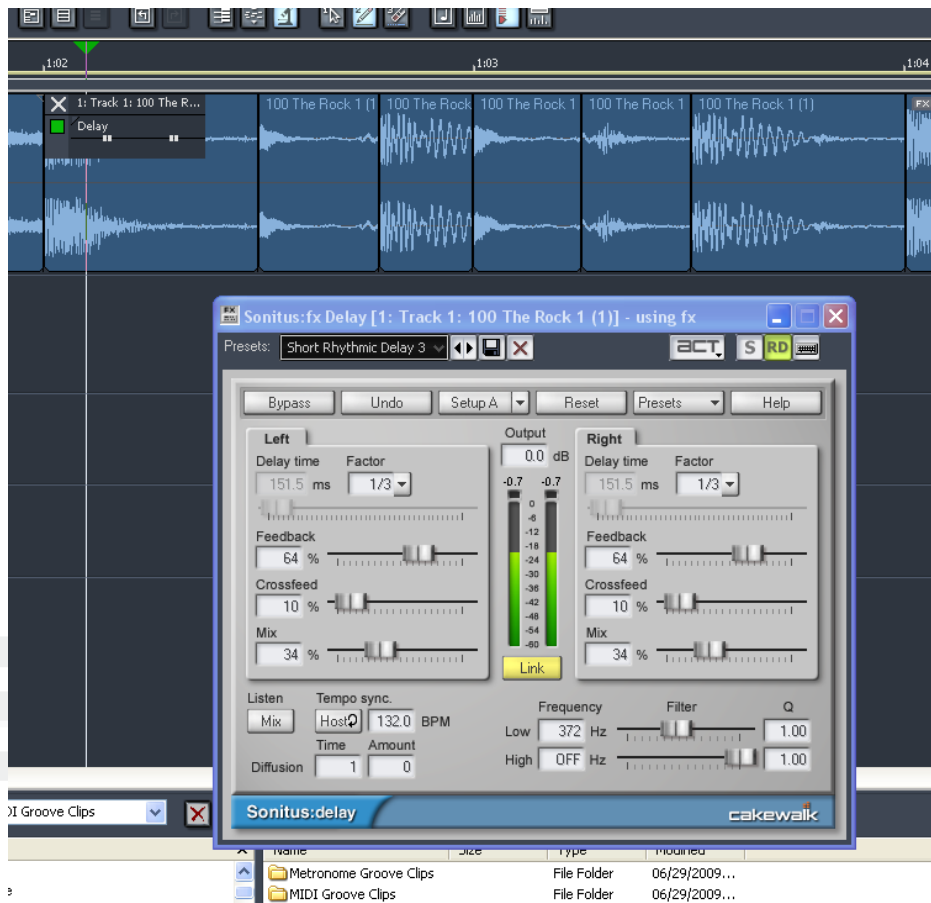 1:02 1:03 1:04
1: Track 1: 100 The R... 100 The Rock 1 (1 100 The Rock 100 The Rock 1 100 The Rock 1 100 The Rock 1 (1) FX
Delay
FX Sonitus:fx Delay [1: Track 1: 100 The Rock 1 (1)] - using fx
Presets: Short Rhythmic Delay 3 ACT S RD
Bypass Undo Setup A Reset Presets Help
Left Output Right
0.0 dB
Delay time Factor Delay time Factor
151.5 ms 1/3 -0.7 -0.7 151.5 ms 1/3
0
-6
-12
Feedback Feedback
-18
64 % -24 64 %
-30
Crossfeed -36 Crossfeed
10 % -42 10 %
-48
Mix -54 Mix
34 % -60 34 %
Link
Listen Tempo sync. Frequency Filter Q
Mix Host 132.0 BPM Low 372 Hz 1.00
Time Amount
Diffusion 1 0 High OFF Hz 1.00
Sonitus:delay cakewalk
DI Groove Clips
Name Size Type Modified
Metronome Groove Clips File Folder 06/29/2009...
MIDI Groove Clips File Folder 06/29/2009...